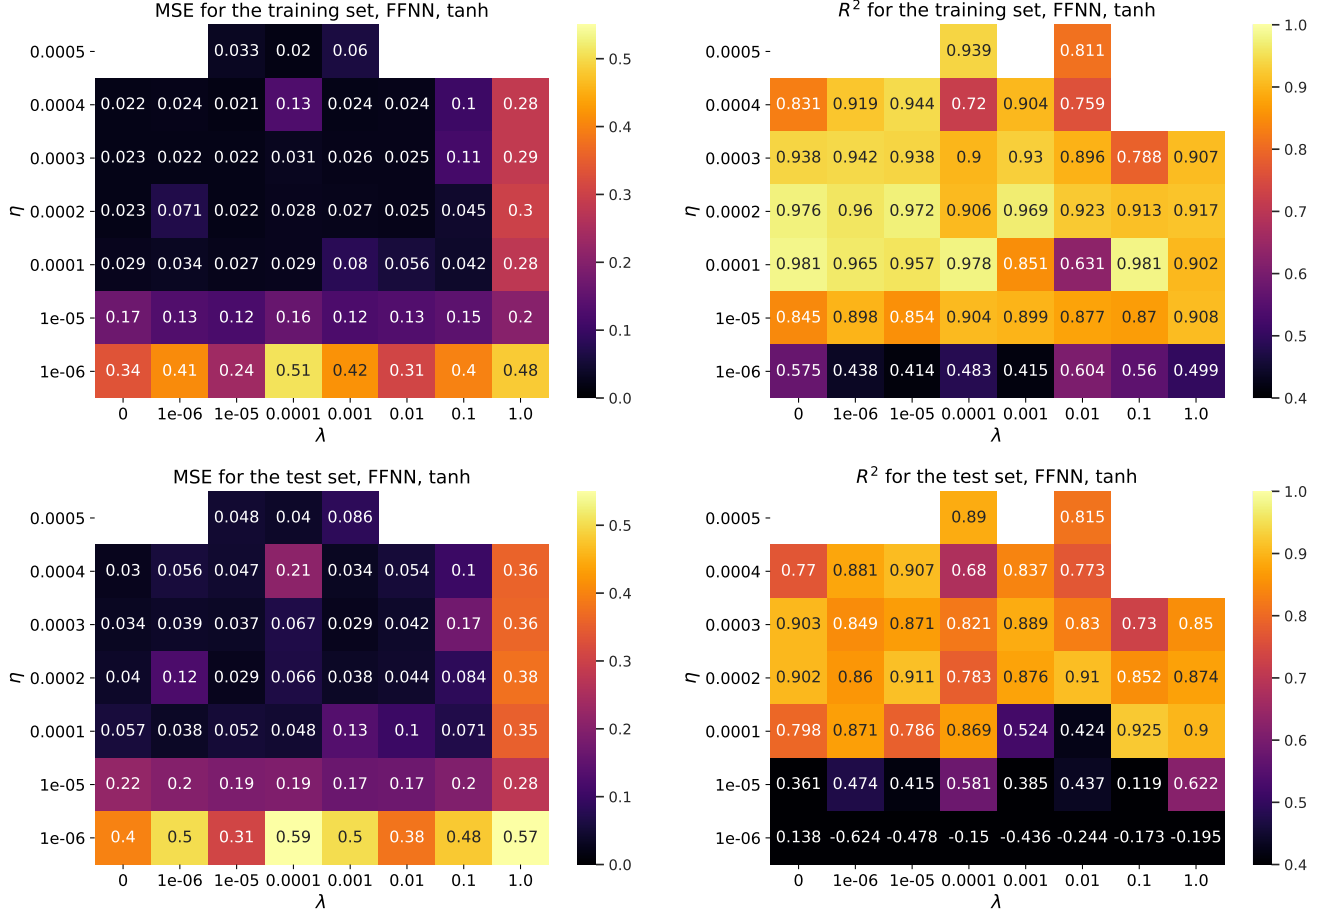 MSE for the training set, FFNN, tanh
0.0005 0.033 0.02 0.06
0.0004 0.022 0.024 0.021 0.13 0.024 0.024 0.1 0.28
0.0003 0.023 0.022 0.022 0.031 0.026 0.025 0.11 0.29
η 0.0002 0.023 0.071 0.022 0.028 0.027 0.025 0.045 0.3
0.0001 0.029 0.034 0.027 0.029 0.08 0.056 0.042 0.28
1e-05 0.17 0.13 0.12 0.16 0.12 0.13 0.15 0.2
1e-06 0.34 0.41 0.24 0.51 0.42 0.31 0.4 0.48
0 1e-06 1e-05 0.0001 0.001 0.01 0.1 1.0
λ
0.5
0.4
0.3
0.2
0.1
0.0
R² for the training set, FFNN, tanh
0.0005 0.939 0.811
0.0004 0.831 0.919 0.944 0.72 0.904 0.759
0.0003 0.938 0.942 0.938 0.9 0.93 0.896 0.788 0.907
η 0.0002 0.976 0.96 0.972 0.906 0.969 0.923 0.913 0.917
0.0001 0.981 0.965 0.957 0.978 0.851 0.631 0.981 0.902
1e-05 0.845 0.898 0.854 0.904 0.899 0.877 0.87 0.908
1e-06 0.575 0.438 0.414 0.483 0.415 0.604 0.56 0.499
0 1e-06 1e-05 0.0001 0.001 0.01 0.1 1.0
λ
1.0
0.9
0.8
0.7
0.6
0.5
0.4
MSE for the test set, FFNN, tanh
0.0005 0.048 0.04 0.086
0.0004 0.03 0.056 0.047 0.21 0.034 0.054 0.1 0.36
0.0003 0.034 0.039 0.037 0.067 0.029 0.042 0.17 0.36
η 0.0002 0.04 0.12 0.029 0.066 0.038 0.044 0.084 0.38
0.0001 0.057 0.038 0.052 0.048 0.13 0.1 0.071 0.35
1e-05 0.22 0.2 0.19 0.19 0.17 0.17 0.2 0.28
1e-06 0.4 0.5 0.31 0.59 0.5 0.38 0.48 0.57
0 1e-06 1e-05 0.0001 0.001 0.01 0.1 1.0
λ
0.5
0.4
0.3
0.2
0.1
0.0
R² for the test set, FFNN, tanh
0.0005 0.89 0.815
0.0004 0.77 0.881 0.907 0.68 0.837 0.773
0.0003 0.903 0.849 0.871 0.821 0.889 0.83 0.73 0.85
η 0.0002 0.902 0.86 0.911 0.783 0.876 0.91 0.852 0.874
0.0001 0.798 0.871 0.786 0.869 0.524 0.424 0.925 0.9
1e-05 0.361 0.474 0.415 0.581 0.385 0.437 0.119 0.622
1e-06 0.138 -0.624 -0.478 -0.15 -0.436 -0.244 -0.173 -0.195
0 1e-06 1e-05 0.0001 0.001 0.01 0.1 1.0
λ
1.0
0.9
0.8
0.7
0.6
0.5
0.4